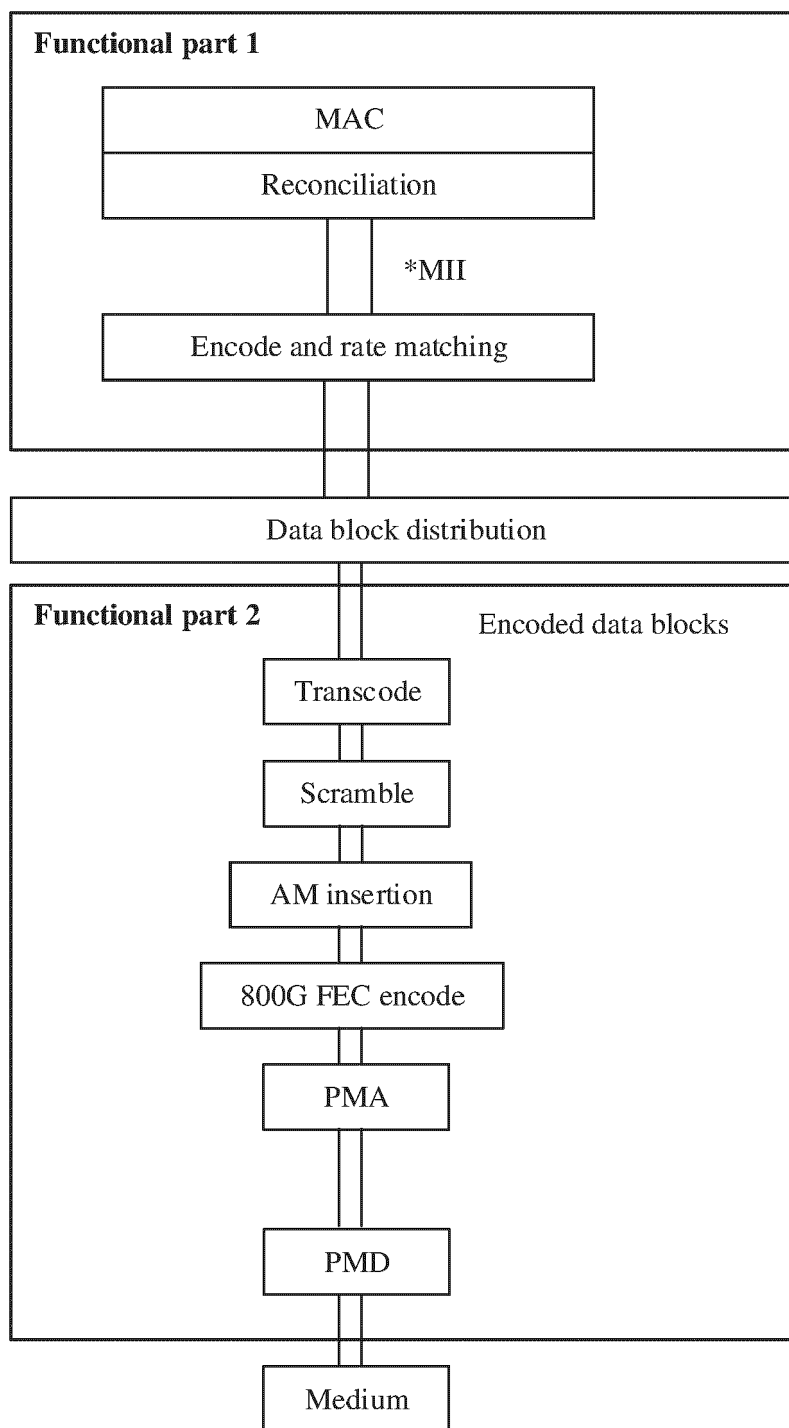 Functional part 1
MAC
Reconciliation
*MII
Encode and rate matching
Data block distribution
Functional part 2
Encoded data blocks
Transcode
Scramble
AM insertion
800G FEC encode
PMA
PMD
Medium